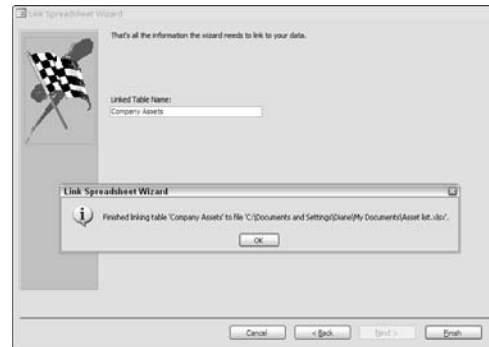 Link Spreadsheet Wizard
That's all the information the wizard needs to link to your data.
Linked Table Name:
Company Assets
Link Spreadsheet Wizard
Finished linking table 'Company Assets' to file 'C:\Documents and Settings\Diane\My Documents\Asset list.xlsx'.
OK
Cancel
< Back
Next >
Finish